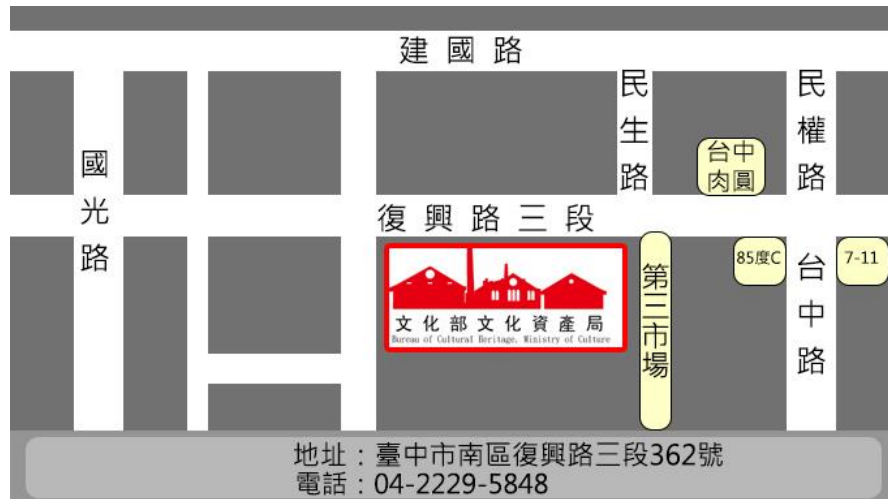 建國路
民生路
民權路
國光路
台中
肉圓
復興路三段
文化部文化資產局
Bureau of Cultural Heritage, Ministry of Culture
第三市場
85度C
台中路
7-11
地址：臺中市南區復興路三段362號
電話：04-2229-5848